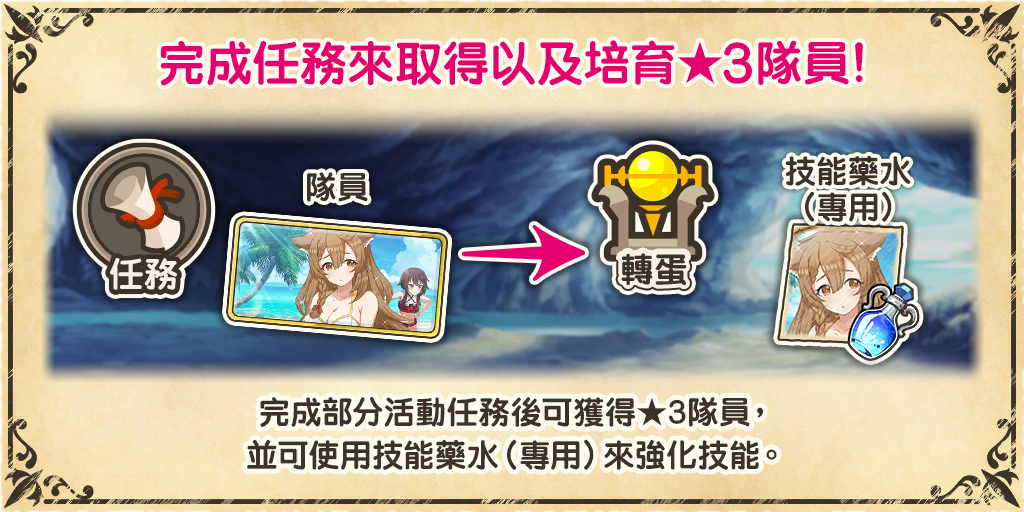 完成任務來取得以及培育★3隊員!
隊員
任務
轉蛋
技能藥水
（專用）
完成部分活動任務後可獲得★3隊員，
並可使用技能藥水（專用）來強化技能。